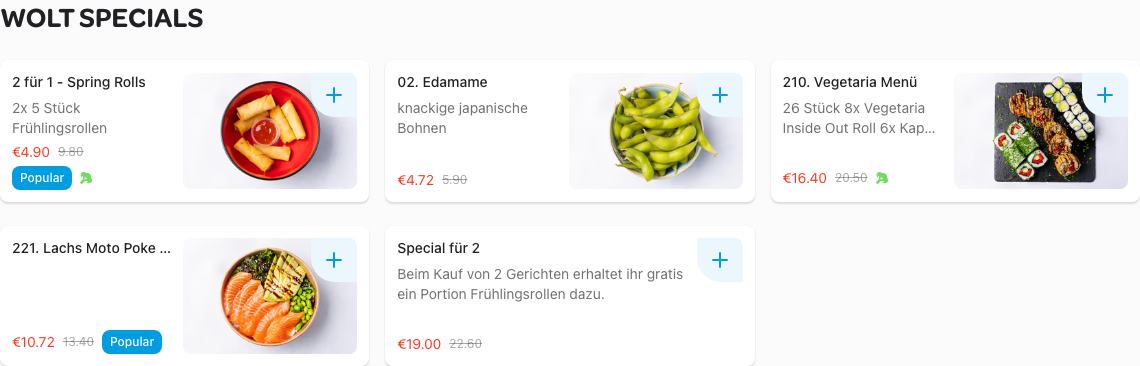 WOLT SPECIALS
2 für 1 - Spring Rolls
2x 5 Stück
Frühlingsrollen
€4.90 9.80
Popular
02. Edamame
knackige japanische
Bohnen
€4.72 5.90
210. Vegetaria Menü
26 Stück 8x Vegetaria
Inside Out Roll 6x Kap...
€16.40 20.50
221. Lachs Moto Poke ...
€10.72 13.40 Popular
Special für 2
Beim Kauf von 2 Gerichten erhaltet ihr gratis
ein Portion Frühlingsrollen dazu.
€19.00 22.60